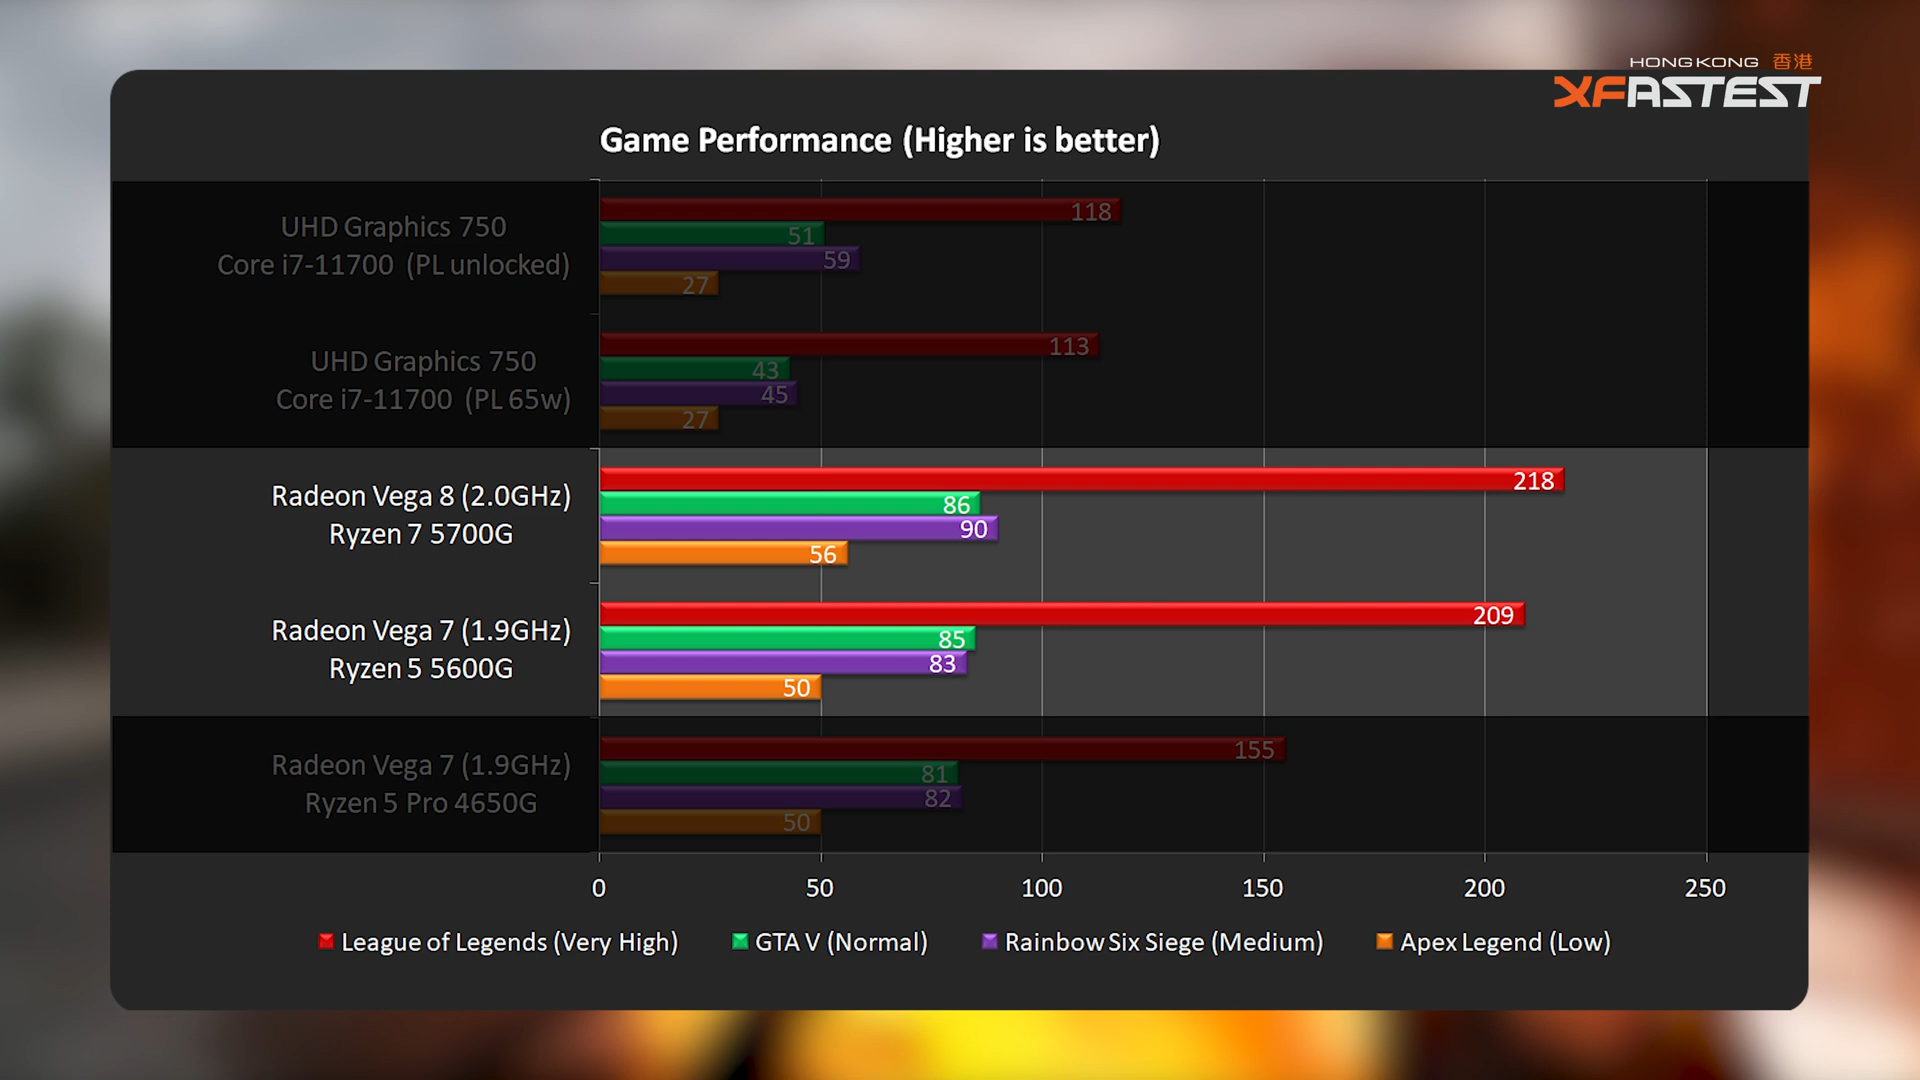 HONG KONG 香港
XFASTEST
Game Performance (Higher is better)
UHD Graphics 750
Core i7-11700 (PL unlocked)
118
51
59
27
UHD Graphics 750
Core i7-11700 (PL 65w)
113
43
45
27
Radeon Vega 8 (2.0GHz)
Ryzen 7 5700G
218
86
90
56
Radeon Vega 7 (1.9GHz)
Ryzen 5 5600G
209
85
83
50
Radeon Vega 7 (1.9GHz)
Ryzen 5 Pro 4650G
155
81
82
50
0 50 100 150 200 250
League of Legends (Very High) GTA V (Normal) Rainbow Six Siege (Medium) Apex Legend (Low)